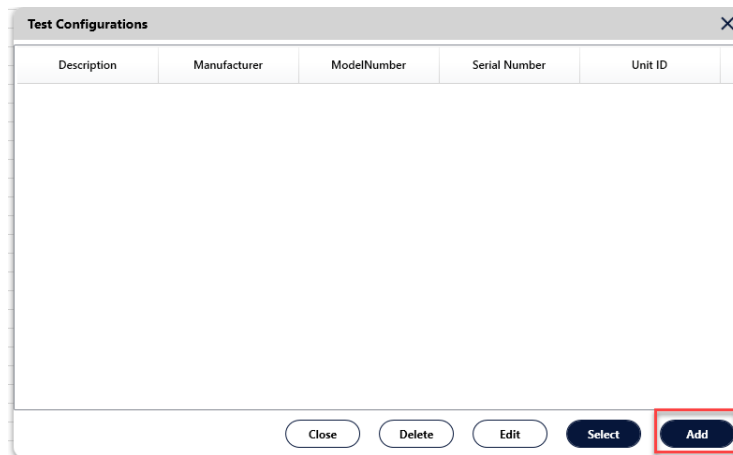 Test Configurations
Description Manufacturer ModelNumber Serial Number Unit ID
Close Delete Edit Select Add